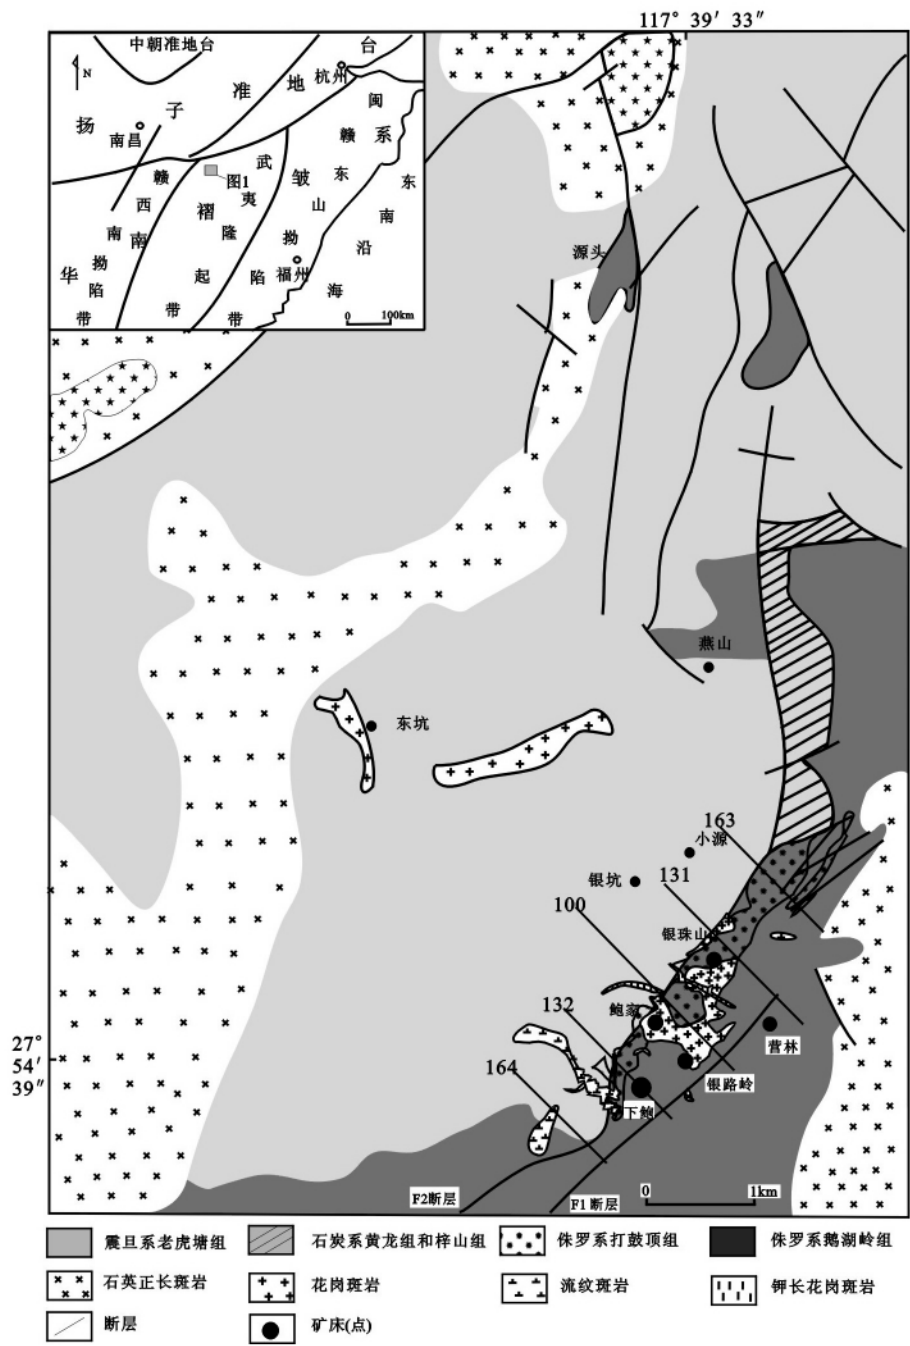 117° 39′ 33″
中朝准地台
台
N
杭州
地
准
子
扬
闽
南昌
赣
系
武
赣
图1
皱
东
东
夷
西
褶
山
南
南
南
隆
拗
沿
华
拗
起
陷
福州
陷
海
带
带
带
0
100km
源头
燕山
东坑
163
小源
银坑
131
100
银珠山
132
鲍家
营林
27°
54′
39″
164
银路岭
下鲍
F2断层
F1断层
0
1km
震旦系老虎塘组
石炭系黄龙组和梓山组
侏罗系打鼓顶组
侏罗系鹅湖岭组
石英正长斑岩
花岗斑岩
流纹斑岩
钾长花岗斑岩
断层
矿床(点)